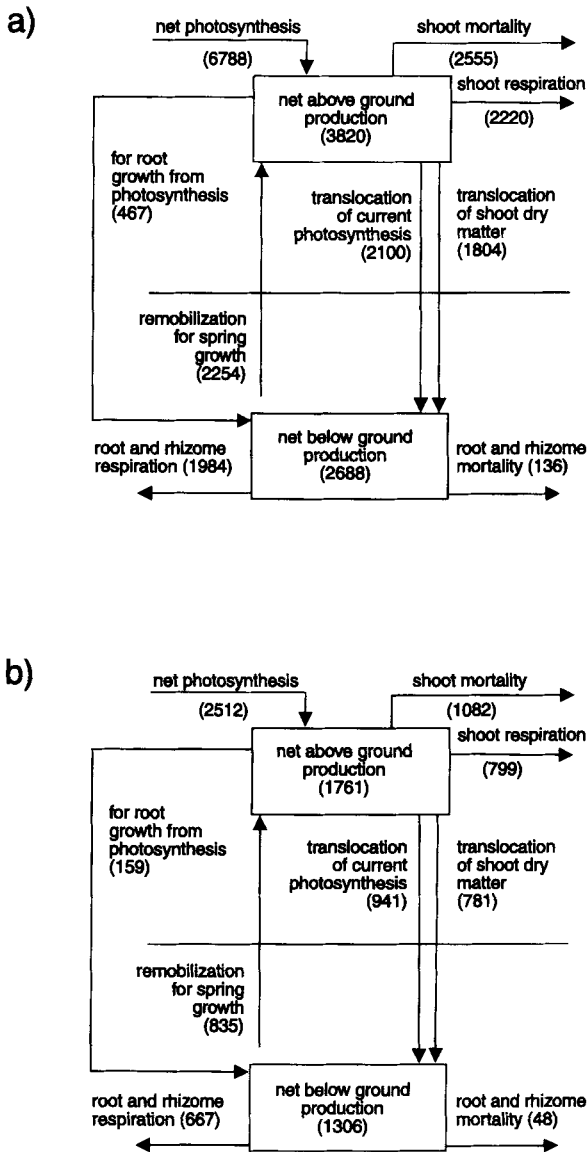 a)
net photosynthesis
(6788)
shoot mortality
(2555)
shoot respiration
(2220)
net above ground
production
(3820)
for root
growth from
photosynthesis
(467)
translocation
of current
photosynthesis
(2100)
translocation
of shoot dry
matter
(1804)
remobilization
for spring
growth
(2254)
net below ground
production
(2688)
root and rhizome
respiration (1984)
root and rhizome
mortality (136)
b)
net photosynthesis
(2512)
shoot mortality
(1082)
shoot respiration
(799)
net above ground
production
(1761)
for root
growth from
photosynthesis
(159)
translocation
of current
photosynthesis
(941)
translocation
of shoot dry
matter
(781)
remobilization
for spring
growth
(835)
net below ground
production
(1306)
root and rhizome
respiration (667)
root and rhizome
mortality (48)